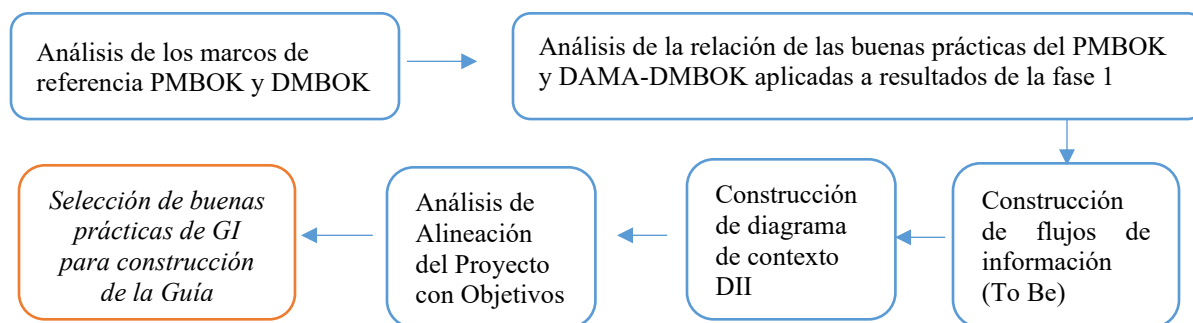 Análisis de los marcos de
referencia PMBOK y DMBOK
Análisis de la relación de las buenas prácticas del PMBOK
y DAMA-DMBOK aplicadas a resultados de la fase 1
Construcción
de flujos de
información
(To Be)
Construcción
de diagrama
de contexto
DII
Análisis de
Alineación
del Proyecto
con Objetivos
Selección de buenas
prácticas de GI
para construcción
de la Guía